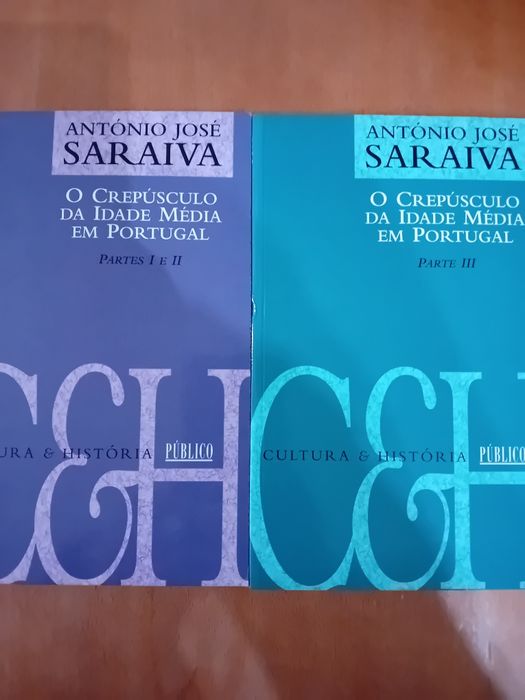 ANTÓNIO JOSÉ
SARAIVA
O CREPÚSCULO
DA IDADE MÉDIA
EM PORTUGAL
PARTES I E II
URA & HISTÓRIA PÚBLICO
C&H
ANTÓNIO JOSÉ
SARAIVA
O CREPÚSCULO
DA IDADE MÉDIA
EM PORTUGAL
PARTE III
CULTURA & HISTÓRIA PÚBLICO
C&H